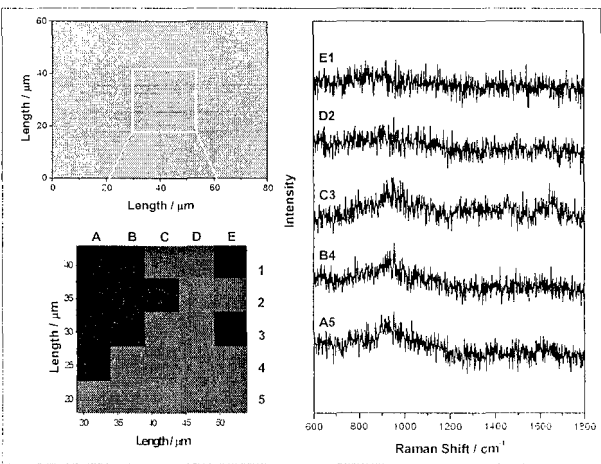 60
40
20
0
Length / µm
0 20 40 60 80
Length / µm
A B C D E
40
35
30
25
20
Length / µm
1
2
3
4
5
30 35 40 45 50
Length / µm
Intensity
E1
D2
C3
B4
A5
600 800 1000 1200 1400 1600 1800
Raman Shift / cm⁻¹